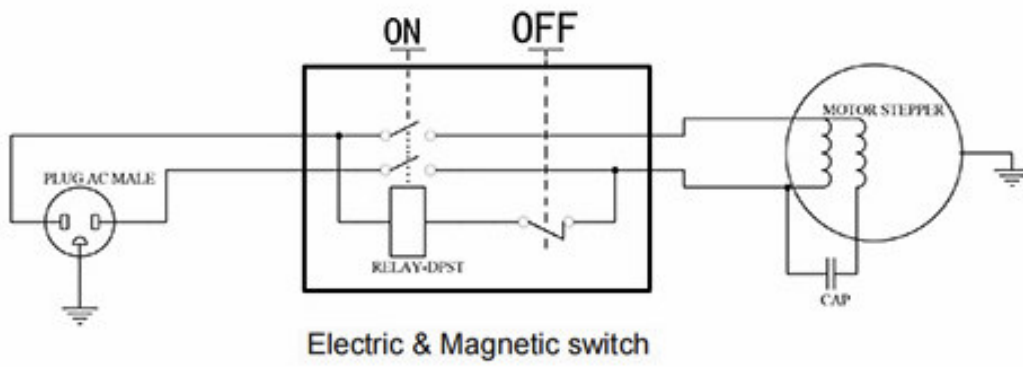 ON
OFF
MOTOR STEPPER
PLUG AC MALE
RELAY-DPST
CAP
Electric & Magnetic switch